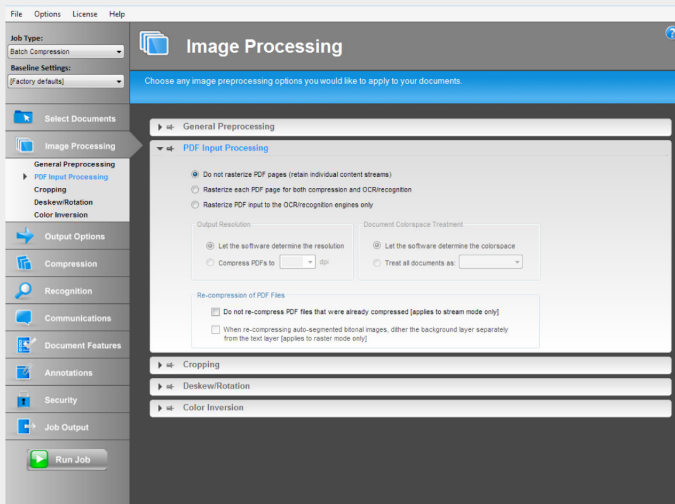 File Options License Help
Job Type:
Batch Compression
Baseline Settings:
[Factory defaults]
Select Documents
Image Processing
General Preprocessing
PDF Input Processing
Cropping
Deskew/Rotation
Color Inversion
Output Options
Compression
Recognition
Communications
Document Features
Annotations
Security
Job Output
Run Job
Image Processing
?
Choose any image preprocessing options you would like to apply to your documents.
General Preprocessing
PDF Input Processing
Do not rasterize PDF pages (retain individual content streams)
Rasterize each PDF page for both compression and OCR/recognition
Rasterize PDF input to the OCR/recognition engines only
Output Resolution
Let the software determine the resolution
Compress PDFs to dpi
Document Colorspace Treatment
Let the software determine the colorspace
Treat all documents as:
Re-compression of PDF Files
Do not re-compress PDF files that were already compressed [applies to stream mode only]
When re-compressing auto-segmented bitonal images, dither the background layer separately
from the text layer [applies to raster mode only]
Cropping
Deskew/Rotation
Color Inversion